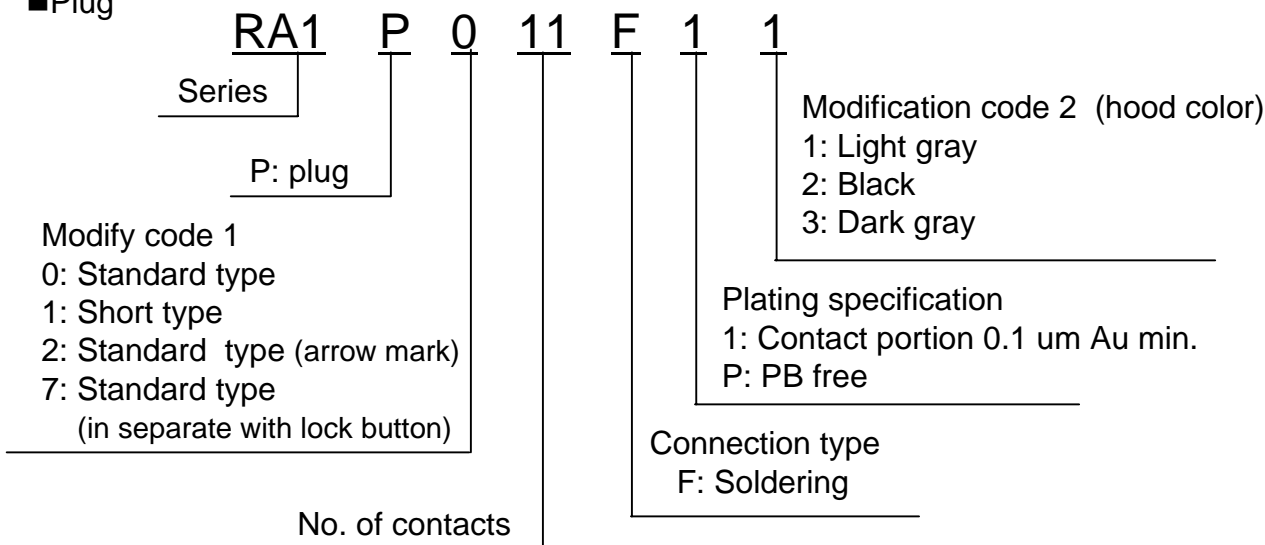 ■Plug
RA1 P 0 11 F 1 1
Series
P: plug
Modify code 1
0: Standard type
1: Short type
2: Standard type (arrow mark)
7: Standard type
(in separate with lock button)
No. of contacts
Modification code 2 (hood color)
1: Light gray
2: Black
3: Dark gray
Plating specification
1: Contact portion 0.1 um Au min.
P: PB free
Connection type
F: Soldering